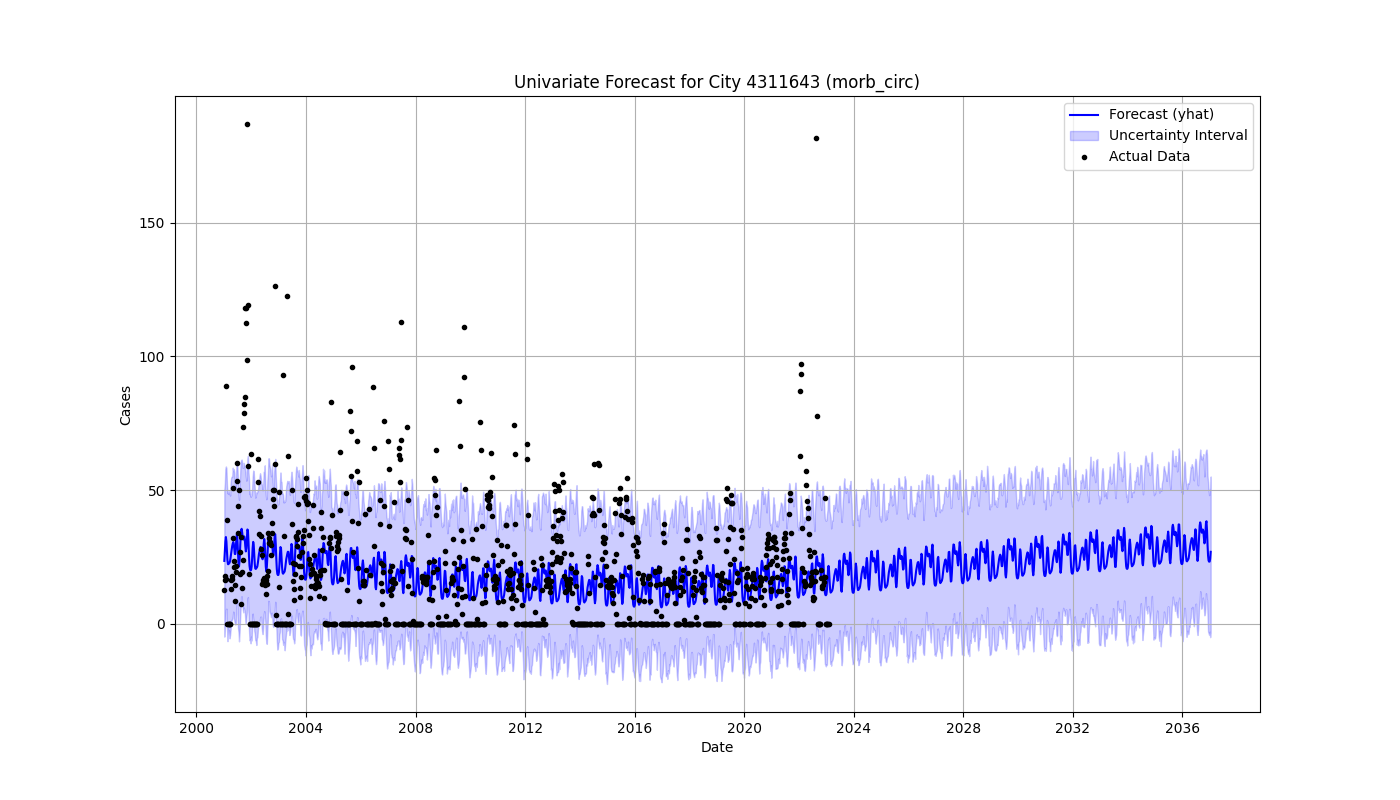 Univariate Forecast for City 4311643 (morb_circ)
Forecast (yhat)
Uncertainty Interval
Actual Data
150
100
50
0
Cases
2000 2004 2008 2012 2016 2020 2024 2028 2032 2036
Date